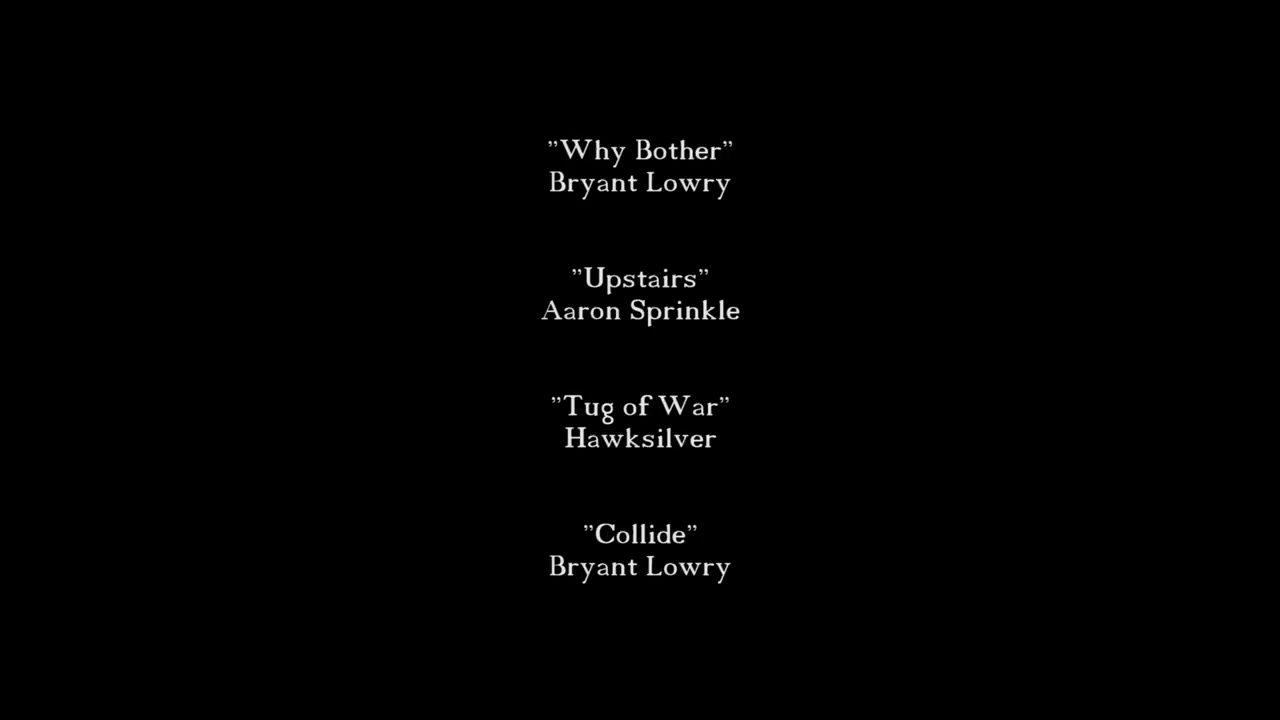 ”Why Bother”
Bryant Lowry
”Upstairs”
Aaron Sprinkle
”Tug of War”
Hawksilver
”Collide”
Bryant Lowry